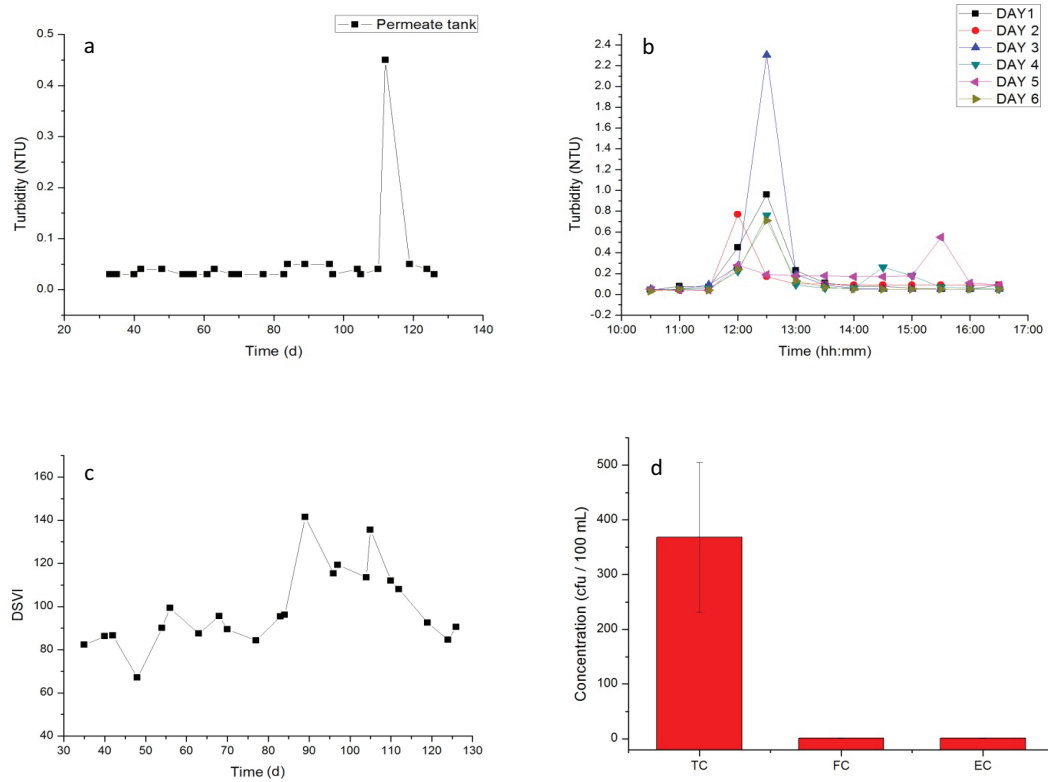 a
Permeate tank
0.5
0.4
0.3
0.2
0.1
0.0
Turbidity (NTU)
20 40 60 80 100 120 140
Time (d)
b
DAY1
DAY 2
DAY 3
DAY 4
DAY 5
DAY 6
2.4
2.2
2.0
1.8
1.6
1.4
1.2
1.0
0.8
0.6
0.4
0.2
0.0
-0.2
Turbidity (NTU)
10:00 11:00 12:00 13:00 14:00 15:00 16:00 17:00
Time (hh:mm)
c
160
140
120
100
80
60
40
DSVI
30 40 50 60 70 80 90 100 110 120 130
Time (d)
d
500
400
300
200
100
0
Concentration (cfu / 100 mL)
TC FC EC